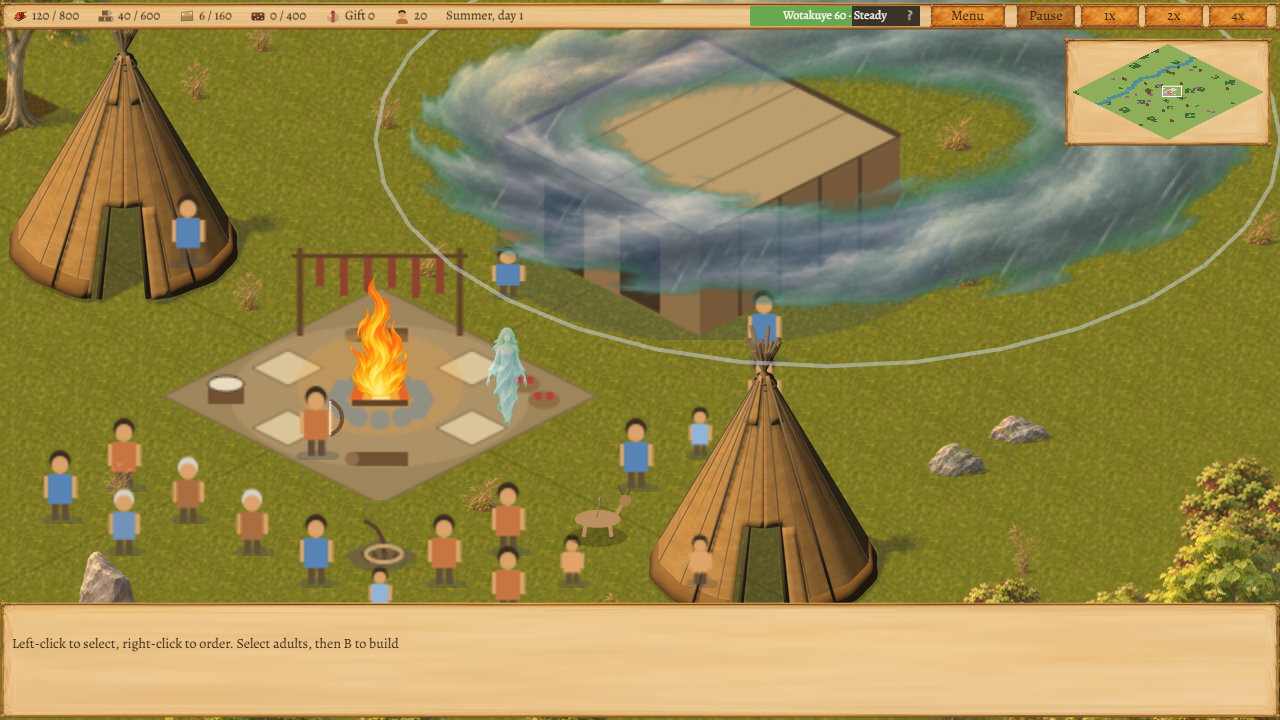 120 / 800 40 / 600 6 / 160 0 / 400 Gift 0 20 Summer, day 1 Wotakuye 60 - Steady ? Menu Pause 1x 2x 4x
Left-click to select, right-click to order. Select adults, then B to build